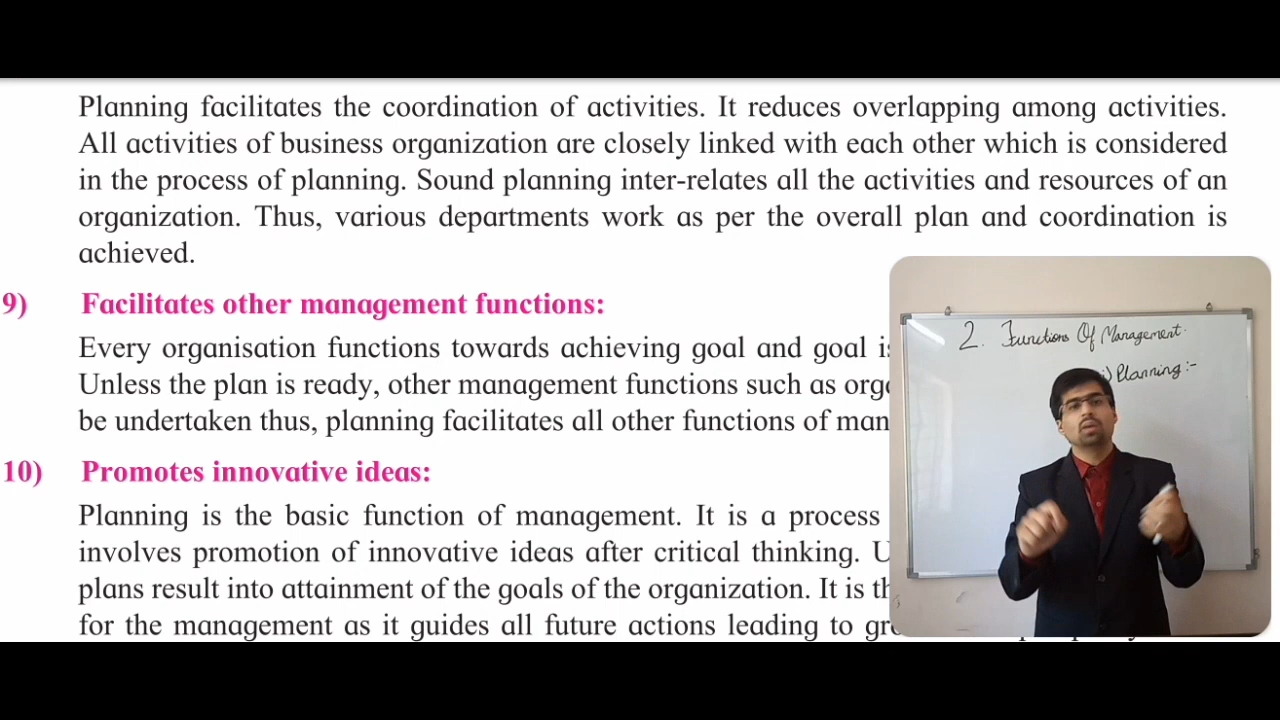 Planning facilitates the coordination of activities. It reduces overlapping among activities.
All activities of business organization are closely linked with each other which is considered
in the process of planning. Sound planning inter-relates all the activities and resources of an
organization. Thus, various departments work as per the overall plan and coordination is
achieved.
9) Facilitates other management functions:
Every organisation functions towards achieving goal and goal is
Unless the plan is ready, other management functions such as
be undertaken thus, planning facilitates all other functions of
10) Promotes innovative ideas:
Planning is the basic function of management. It is a process
involves promotion of innovative ideas after critical thinking.
plans result into attainment of the goals of the organization. It is
for the management as it guides all future actions leading to
2. Functions Of Management.
i) Planning :-